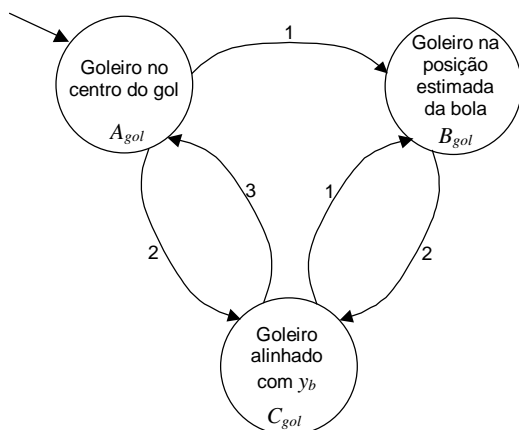 1
Goleiro no
centro do gol
A_gol
Goleiro na
posição
estimada
da bola
B_gol
3
1
2
2
Goleiro
alinhado
com y_b
C_gol